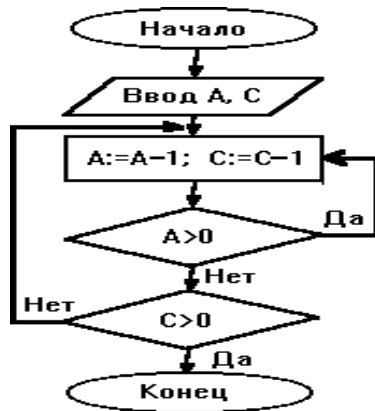 Начало
Ввод A, C
A:=A−1; C:=C−1
A>0
Да
Нет
C>0
Нет
Да
Конец